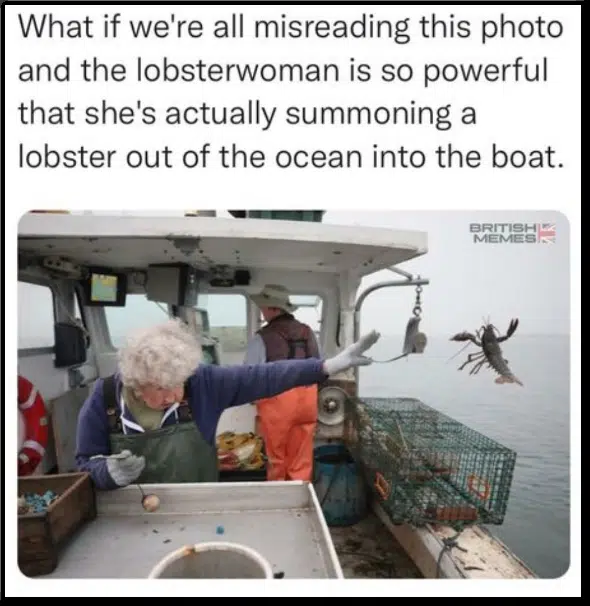 What if we're all misreading this photo
and the lobsterwoman is so powerful
that she's actually summoning a
lobster out of the ocean into the boat.
BRITISH
MEMES